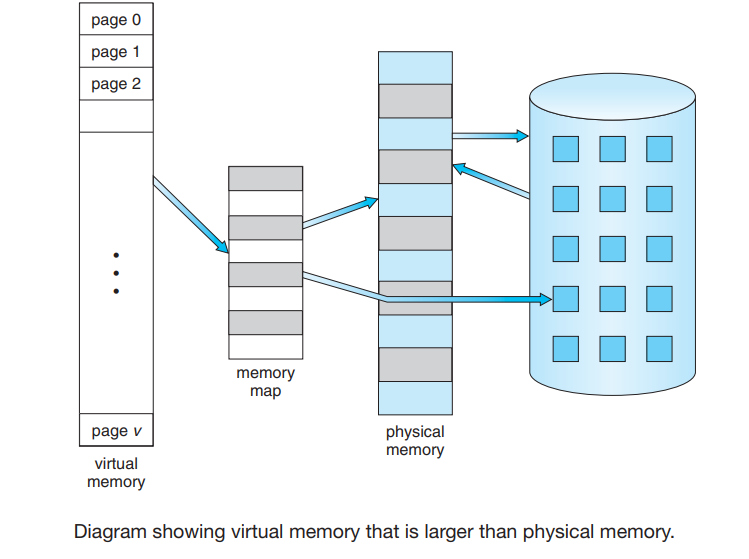 page 0
page 1
page 2
page v
virtual
memory
memory
map
physical
memory
Diagram showing virtual memory that is larger than physical memory.